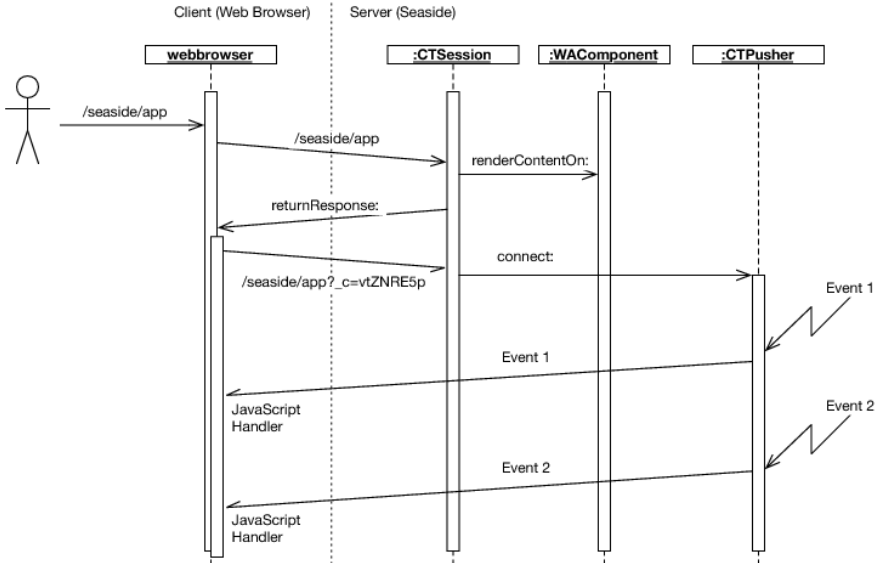 Client (Web Browser)
Server (Seaside)
webbrowser
:CTSession
:WAComponent
:CTPusher
/seaside/app
/seaside/app
renderContentOn:
returnResponse:
connect:
/seaside/app?_c=vtZNRE5p
Event 1
Event 1
JavaScript
Handler
Event 2
Event 2
JavaScript
Handler